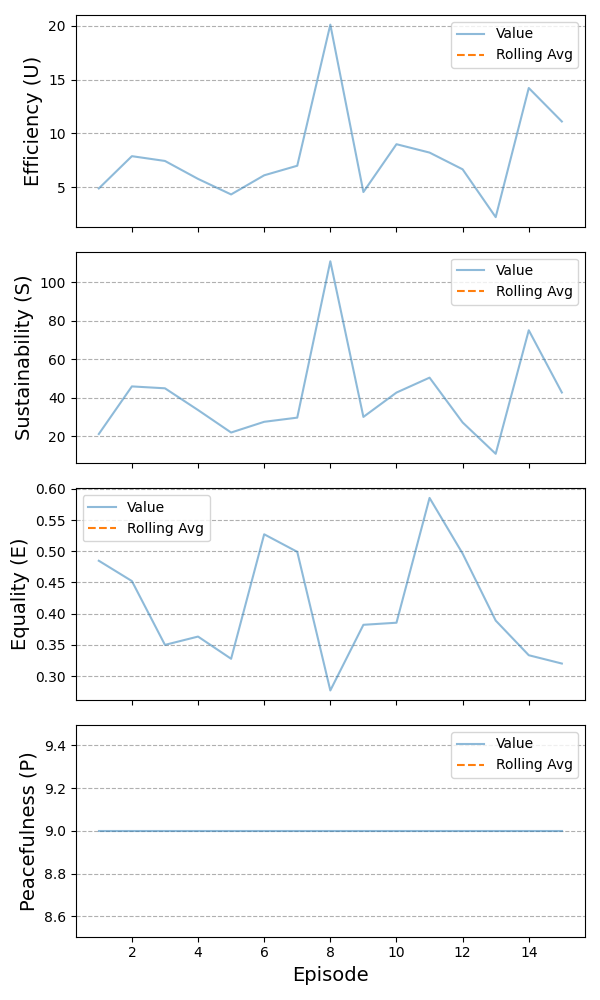 Efficiency (U)
20
15
10
5
Value
Rolling Avg
Sustainability (S)
100
80
60
40
20
Value
Rolling Avg
Equality (E)
0.60
0.55
0.50
0.45
0.40
0.35
0.30
Value
Rolling Avg
Peacefulness (P)
9.4
9.2
9.0
8.8
8.6
Value
Rolling Avg
2 4 6 8 10 12 14
Episode